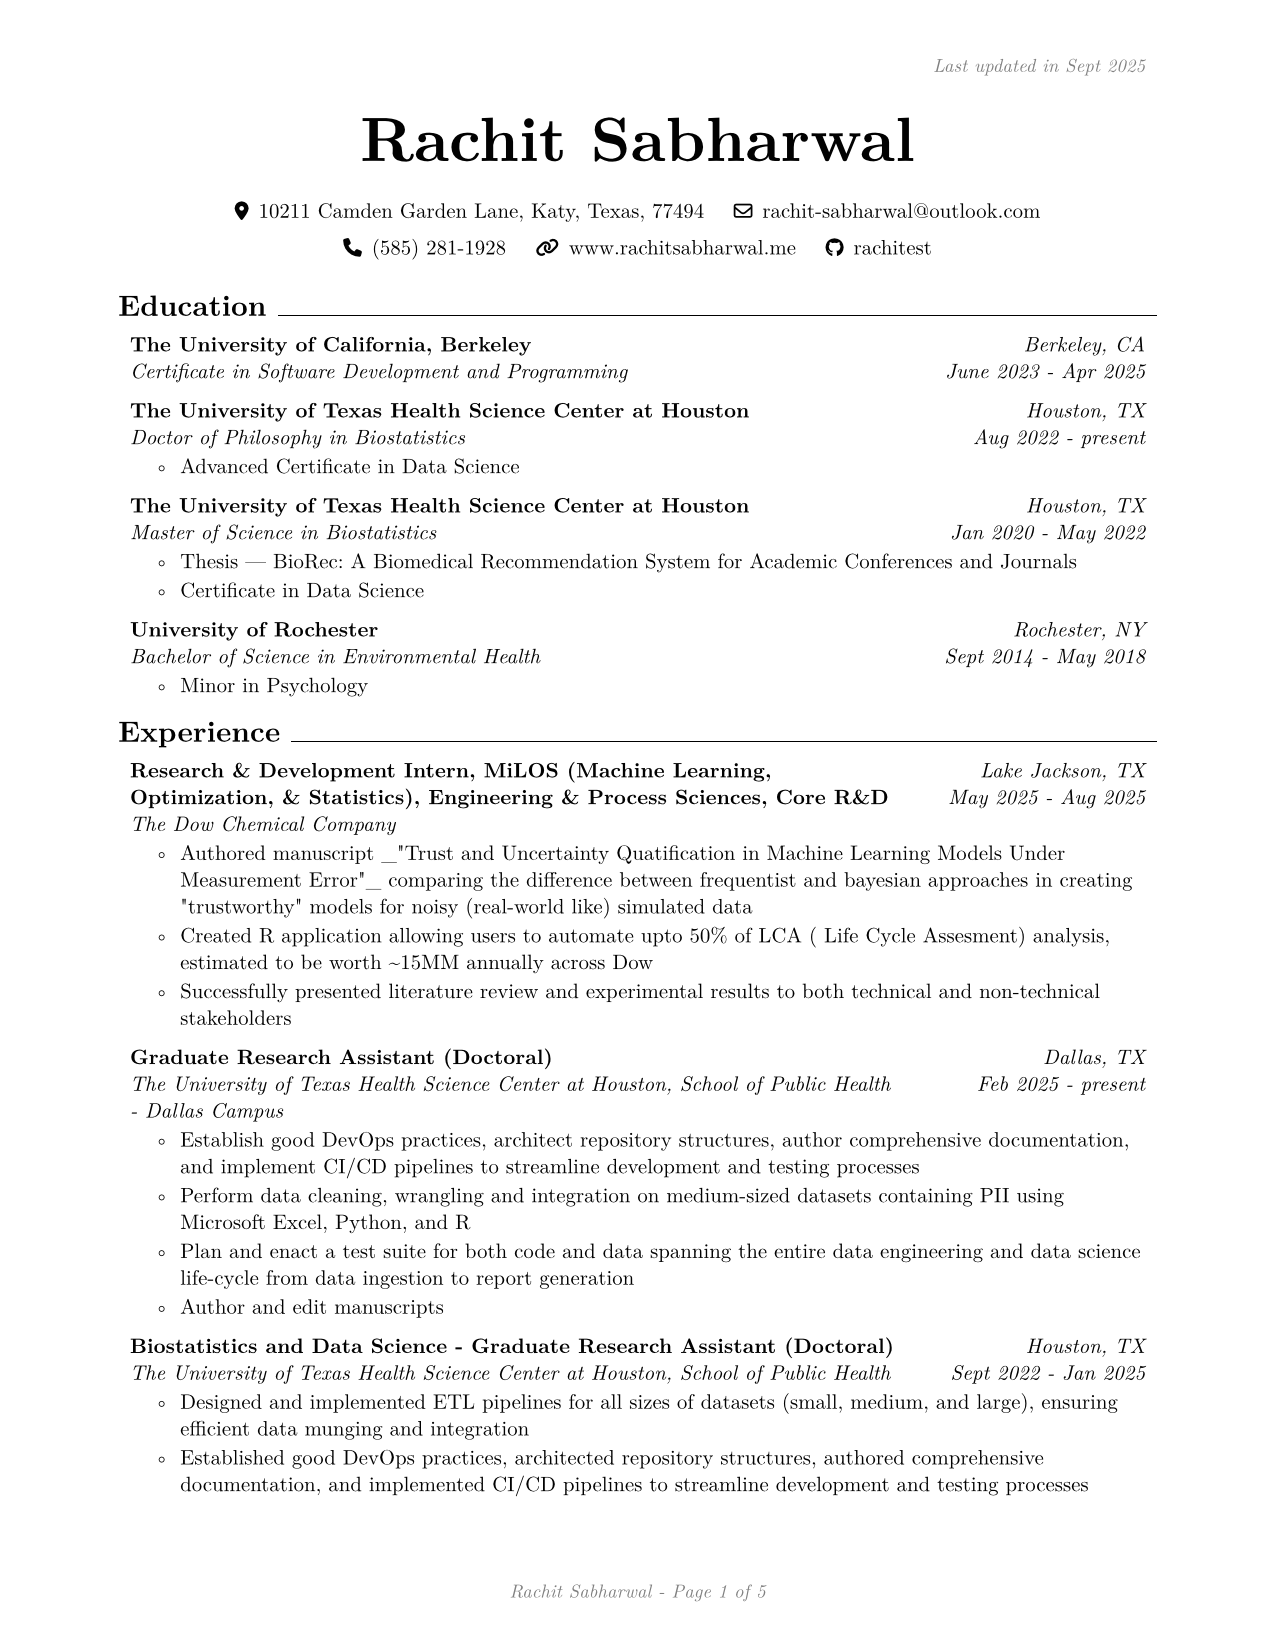 Last updated in Sept 2025
Rachit Sabharwal
10211 Camden Garden Lane, Katy, Texas, 77494 rachit-sabharwal@outlook.com
(585) 281-1928 www.rachitsabharwal.me rachitest
Education
The University of California, Berkeley Berkeley, CA
Certificate in Software Development and Programming June 2023 - Apr 2025
The University of Texas Health Science Center at Houston Houston, TX
Doctor of Philosophy in Biostatistics Aug 2022 - present
◦ Advanced Certificate in Data Science
The University of Texas Health Science Center at Houston Houston, TX
Master of Science in Biostatistics Jan 2020 - May 2022
◦ Thesis — BioRec: A Biomedical Recommendation System for Academic Conferences and Journals
◦ Certificate in Data Science
University of Rochester Rochester, NY
Bachelor of Science in Environmental Health Sept 2014 - May 2018
◦ Minor in Psychology
Experience
Research & Development Intern, MiLOS (Machine Learning, Lake Jackson, TX
Optimization, & Statistics), Engineering & Process Sciences, Core R&D May 2025 - Aug 2025
The Dow Chemical Company
◦ Authored manuscript _"Trust and Uncertainty Quatification in Machine Learning Models Under
Measurement Error"_ comparing the difference between frequentist and bayesian approaches in creating
"trustworthy" models for noisy (real-world like) simulated data
◦ Created R application allowing users to automate upto 50% of LCA ( Life Cycle Assesment) analysis,
estimated to be worth ~15MM annually across Dow
◦ Successfully presented literature review and experimental results to both technical and non-technical
stakeholders
Graduate Research Assistant (Doctoral) Dallas, TX
The University of Texas Health Science Center at Houston, School of Public Health Feb 2025 - present
- Dallas Campus
◦ Establish good DevOps practices, architect repository structures, author comprehensive documentation,
and implement CI/CD pipelines to streamline development and testing processes
◦ Perform data cleaning, wrangling and integration on medium-sized datasets containing PII using
Microsoft Excel, Python, and R
◦ Plan and enact a test suite for both code and data spanning the entire data engineering and data science
life-cycle from data ingestion to report generation
◦ Author and edit manuscripts
Biostatistics and Data Science - Graduate Research Assistant (Doctoral) Houston, TX
The University of Texas Health Science Center at Houston, School of Public Health Sept 2022 - Jan 2025
◦ Designed and implemented ETL pipelines for all sizes of datasets (small, medium, and large), ensuring
efficient data munging and integration
◦ Established good DevOps practices, architected repository structures, authored comprehensive
documentation, and implemented CI/CD pipelines to streamline development and testing processes
Rachit Sabharwal - Page 1 of 5